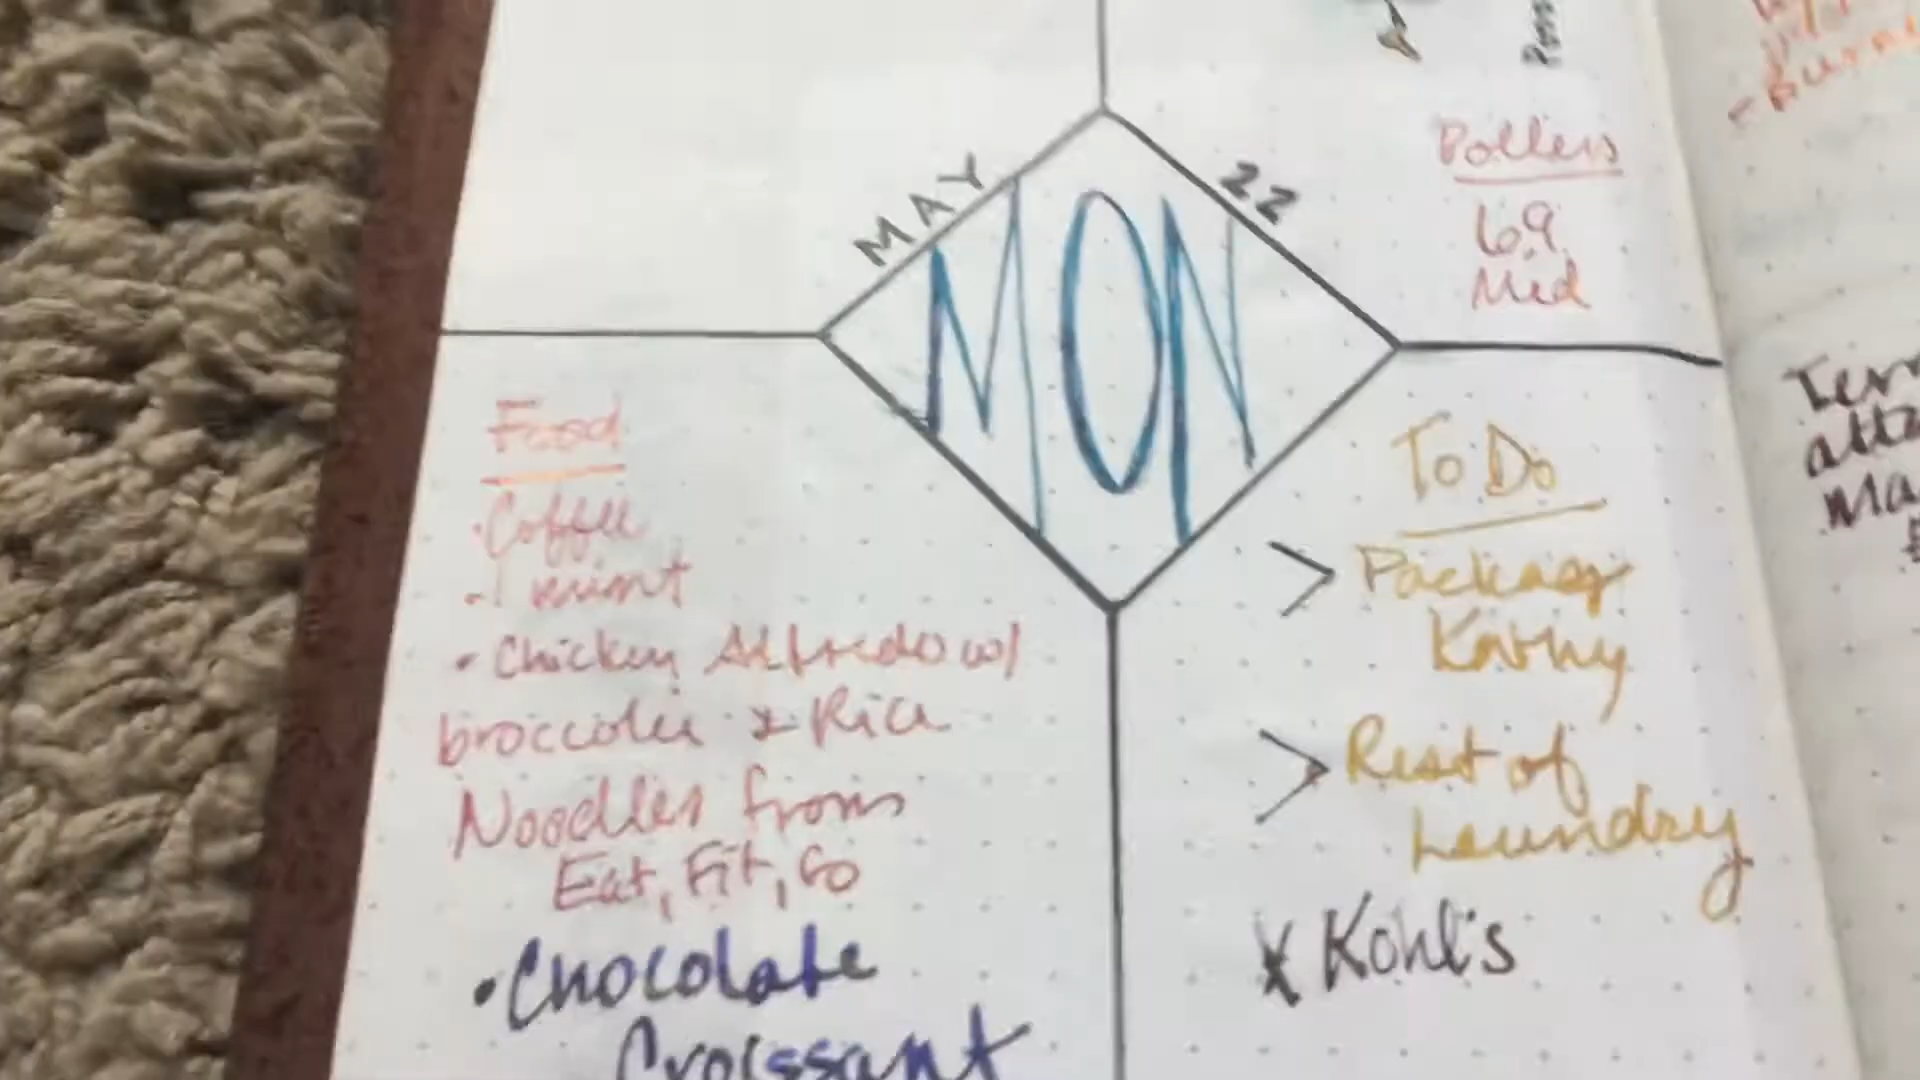 MAY 22
MON
Pollen
6.9
Med
Food
• Coffee
- 1 mint
• Chicken Alfredo w/
broccolie & Rice
Noodles from
Eat, Fit, Go
• Chocolate
Croissant
To Do
> Package
Kathy
> Rest of
Laundry
x Kohl's